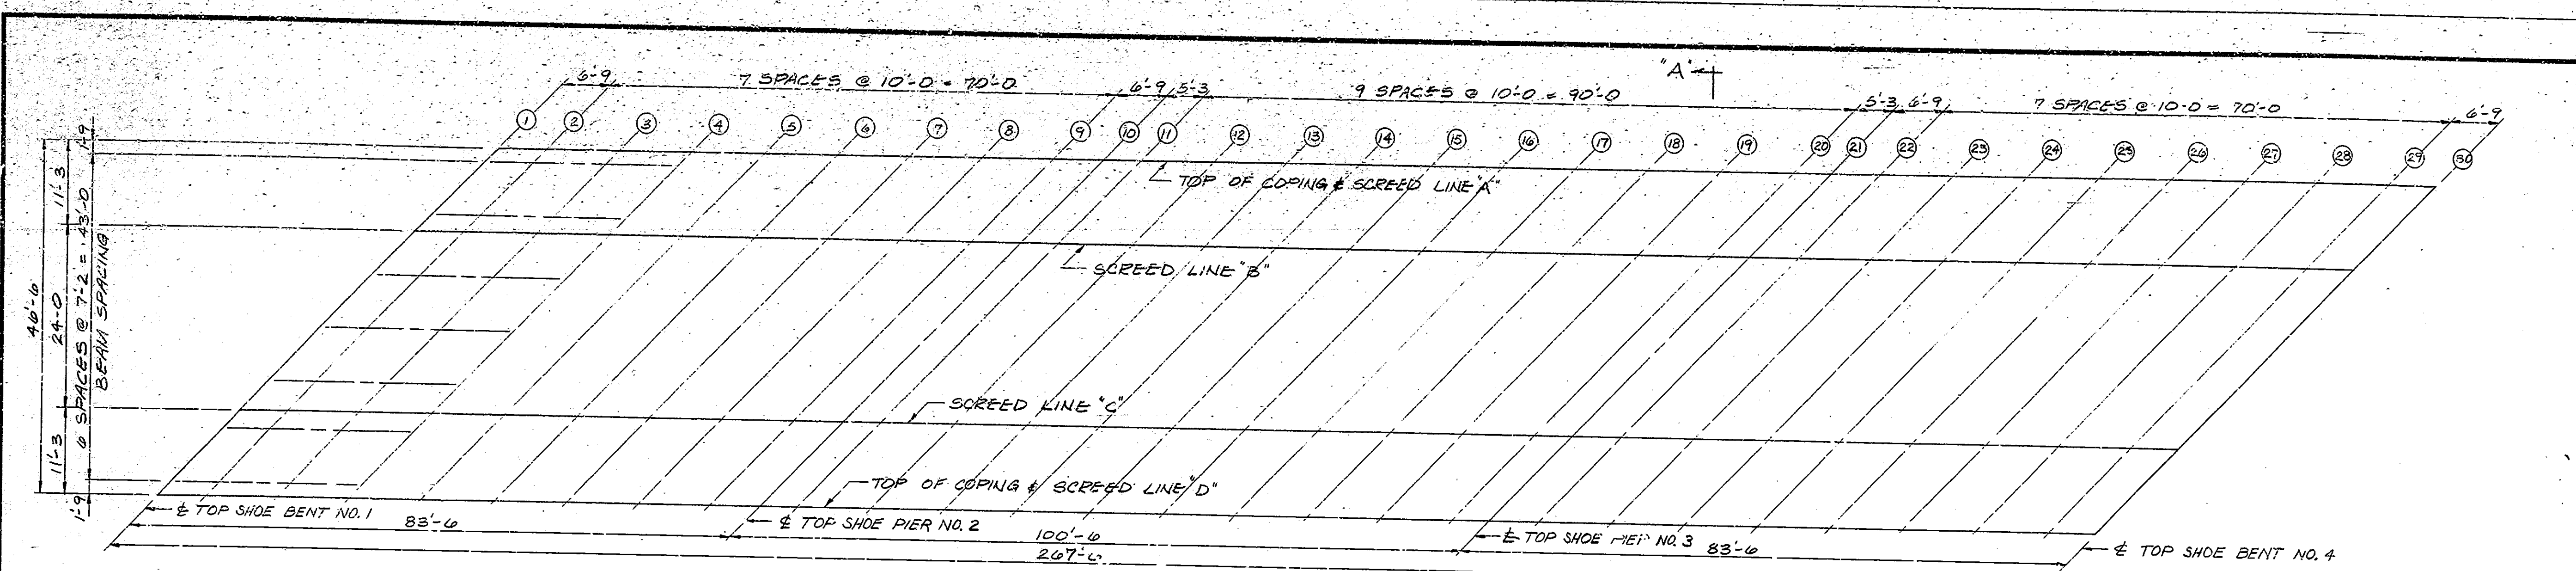 "A"
6'-9
7 SPACES @ 10'-0 = 70'-0
6'-9
5'-3
9 SPACES @ 10'-0 = 90'-0
5'-3
6'-9
7 SPACES @ 10'-0 = 70'-0
6'-9
1 2 3 4 5 6 7 8 9 10 11 12 13 14 15 16 17 18 19 20 21 22 23 24 25 26 27 28 29 30
TOP OF COPING & SCREED LINE "A"
SCREED LINE "B"
SCREED LINE "C"
TOP OF COPING & SCREED LINE "D"
46'-6
11'-3
24'-0
11'-3
1'-9
6 SPACES @ 7'-2 = 43'-0
1'-9
BEAM SPACING
℄ TOP SHOE BENT NO. 1
83'-6
℄ TOP SHOE PIER NO. 2
100'-6
267'-
℄ TOP SHOE PIER NO. 3
83'-6
℄ TOP SHOE BENT NO. 4